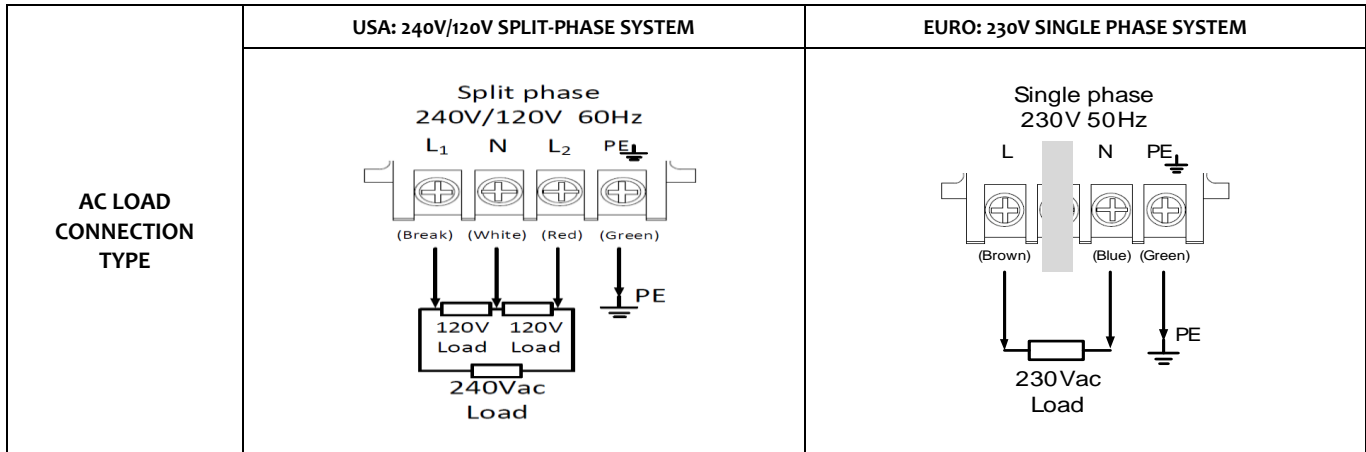 USA: 240V/120V SPLIT-PHASE SYSTEM
EURO: 230V SINGLE PHASE SYSTEM
AC LOAD
CONNECTION
TYPE
Split phase
240V/120V 60Hz
L₁ N L₂ PE
(Break) (White) (Red) (Green)
PE
120V 120V
Load Load
240Vac
Load
Single phase
230V 50Hz
L N PE
(Brown) (Blue) (Green)
PE
230Vac
Load